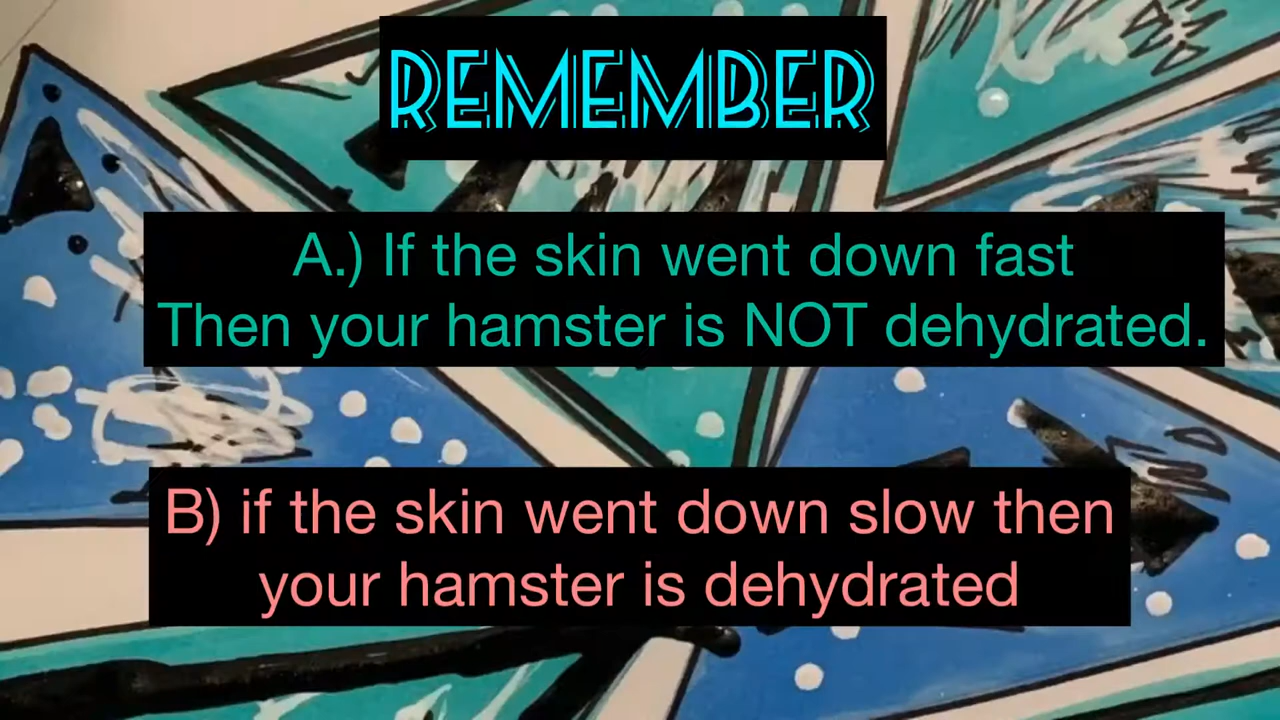 REMEMBER
A.) If the skin went down fast
Then your hamster is NOT dehydrated.
B) if the skin went down slow then
your hamster is dehydrated